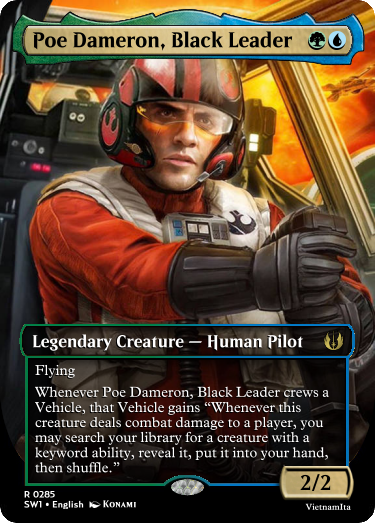 Poe Dameron, Black Leader
Legendary Creature — Human Pilot
Flying
Whenever Poe Dameron, Black Leader crews a
Vehicle, that Vehicle gains “Whenever this
creature deals combat damage to a player, you
may search your library for a creature with a
keyword ability, reveal it, put it into your hand,
then shuffle.”
2/2
R 0285
SW1 • English KONAMI
VietnamIta